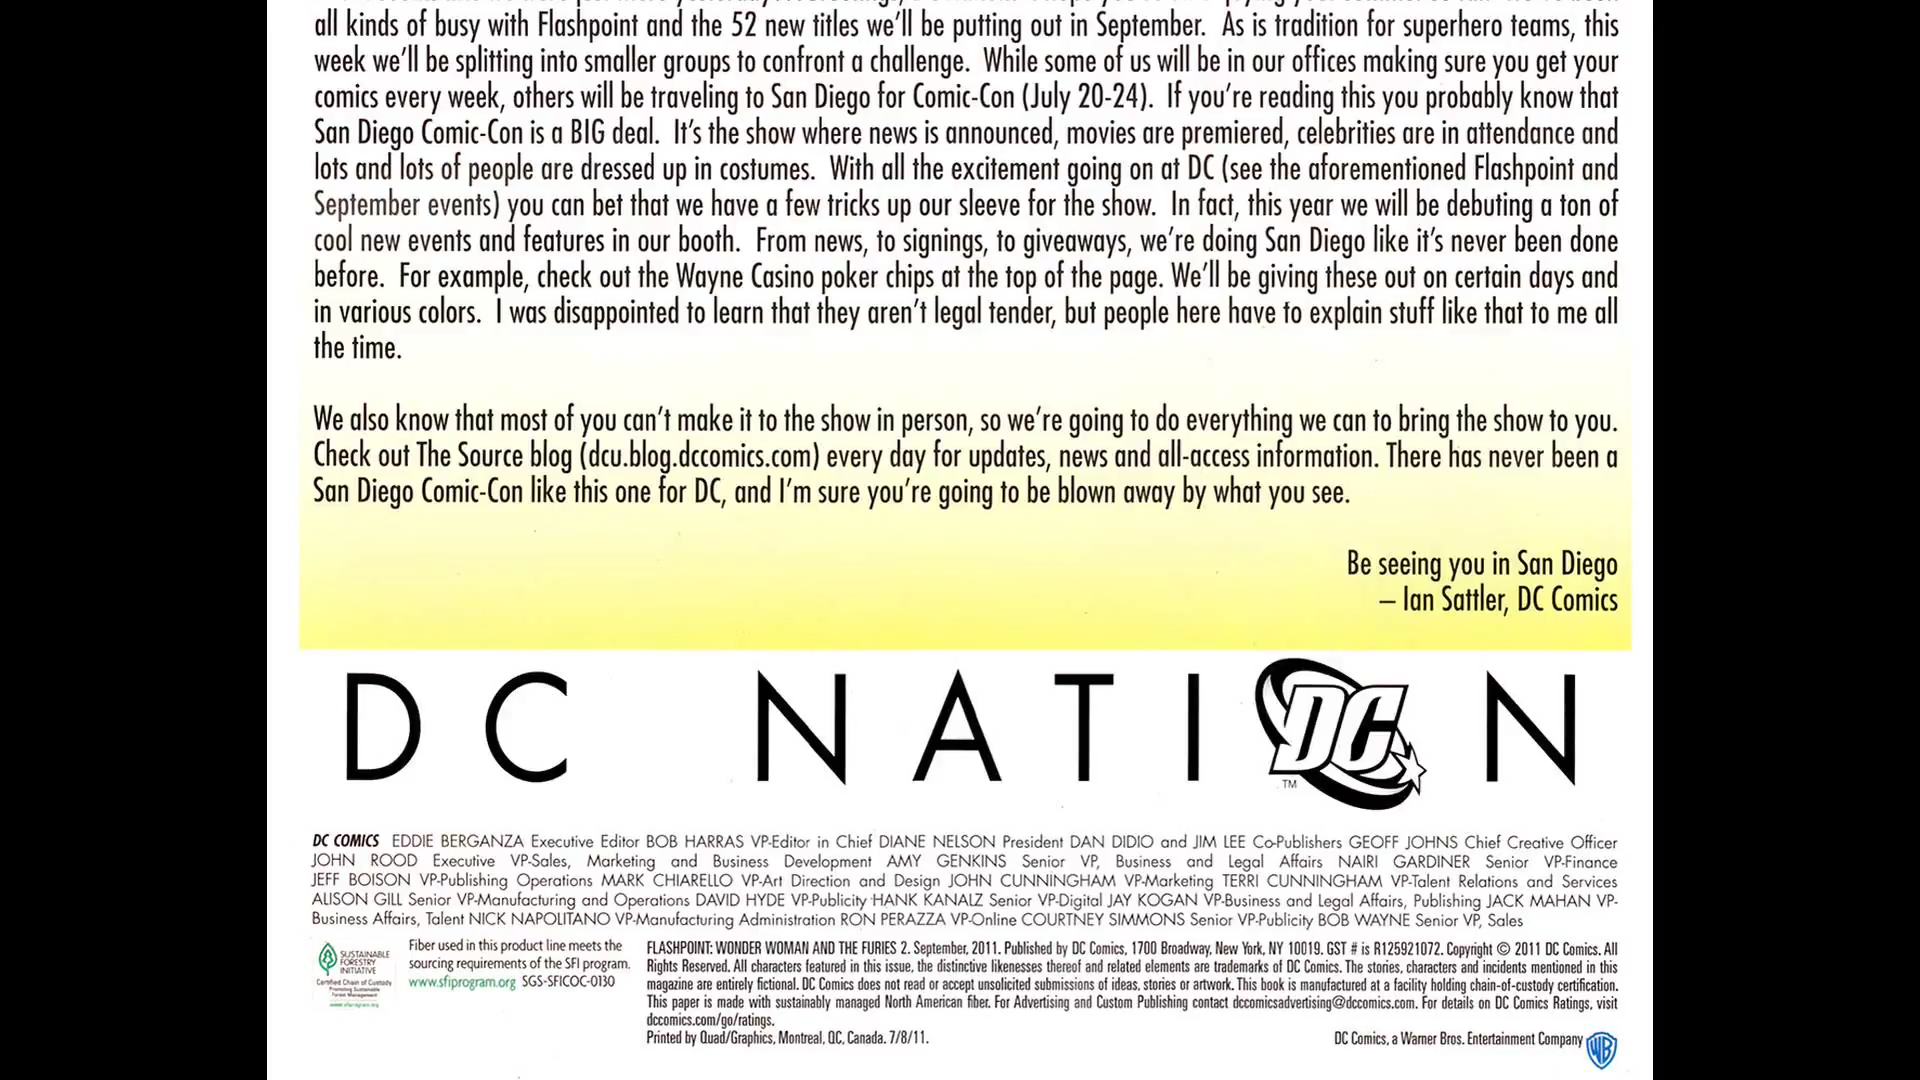 all kinds of busy with Flashpoint and the 52 new titles we'll be putting out in September. As is tradition for superhero teams, this
week we'll be splitting into smaller groups to confront a challenge. While some of us will be in our offices making sure you get your
comics every week, others will be traveling to San Diego for Comic-Con (July 20-24). If you're reading this you probably know that
San Diego Comic-Con is a BIG deal. It's the show where news is announced, movies are premiered, celebrities are in attendance and
lots and lots of people are dressed up in costumes. With all the excitement going on at DC (see the aforementioned Flashpoint and
September events) you can bet that we have a few tricks up our sleeve for the show. In fact, this year we will be debuting a ton of
cool new events and features in our booth. From news, to signings, to giveaways, we're doing San Diego like it's never been done
before. For example, check out the Wayne Casino poker chips at the top of the page. We'll be giving these out on certain days and
in various colors. I was disappointed to learn that they aren't legal tender, but people here have to explain stuff like that to me all
the time.
We also know that most of you can't make it to the show in person, so we're going to do everything we can to bring the show to you.
Check out The Source blog (dcu.blog.dccomics.com) every day for updates, news and all-access information. There has never been a
San Diego Comic-Con like this one for DC, and I'm sure you're going to be blown away by what you see.
Be seeing you in San Diego
– Ian Sattler, DC Comics
DC NATI DC N
TM
DC COMICS EDDIE BERGANZA Executive Editor BOB HARRAS VP-Editor in Chief DIANE NELSON President DAN DIDIO and JIM LEE Co-Publishers GEOFF JOHNS Chief Creative Officer
JOHN ROOD Executive VP-Sales, Marketing and Business Development AMY GENKINS Senior VP, Business and Legal Affairs NAIRI GARDINER Senior VP-Finance
JEFF BOISON VP-Publishing Operations MARK CHIARELLO VP-Art Direction and Design JOHN CUNNINGHAM VP-Marketing TERRI CUNNINGHAM VP-Talent Relations and Services
ALISON GILL Senior VP-Manufacturing and Operations DAVID HYDE VP-Publicity HANK KANALZ Senior VP-Digital JAY KOGAN VP-Business and Legal Affairs, Publishing JACK MAHAN VP-
Business Affairs, Talent NICK NAPOLITANO VP-Manufacturing Administration RON PERAZZA VP-Online COURTNEY SIMMONS Senior VP-Publicity BOB WAYNE Senior VP, Sales
SUSTAINABLE
FORESTRY
INITIATIVE
Certified Chain of Custody
Promoting Sustainable
Forest Management
www.sfiprogram.org
Fiber used in this product line meets the
sourcing requirements of the SFI program.
www.sfiprogram.org SGS-SFICOC-0130
FLASHPOINT: WONDER WOMAN AND THE FURIES 2. September, 2011. Published by DC Comics, 1700 Broadway, New York, NY 10019. GST # is R125921072. Copyright © 2011 DC Comics. All
Rights Reserved. All characters featured in this issue, the distinctive likenesses thereof and related elements are trademarks of DC Comics. The stories, characters and incidents mentioned in this
magazine are entirely fictional. DC Comics does not read or accept unsolicited submissions of ideas, stories or artwork. This book is manufactured at a facility holding chain-of-custody certification.
This paper is made with sustainably managed North American fiber. For Advertising and Custom Publishing contact dccomicsadvertising@dccomics.com. For details on DC Comics Ratings, visit
dccomics.com/go/ratings.
Printed by Quad/Graphics, Montreal, QC, Canada. 7/8/11.
DC Comics, a Warner Bros. Entertainment Company WB